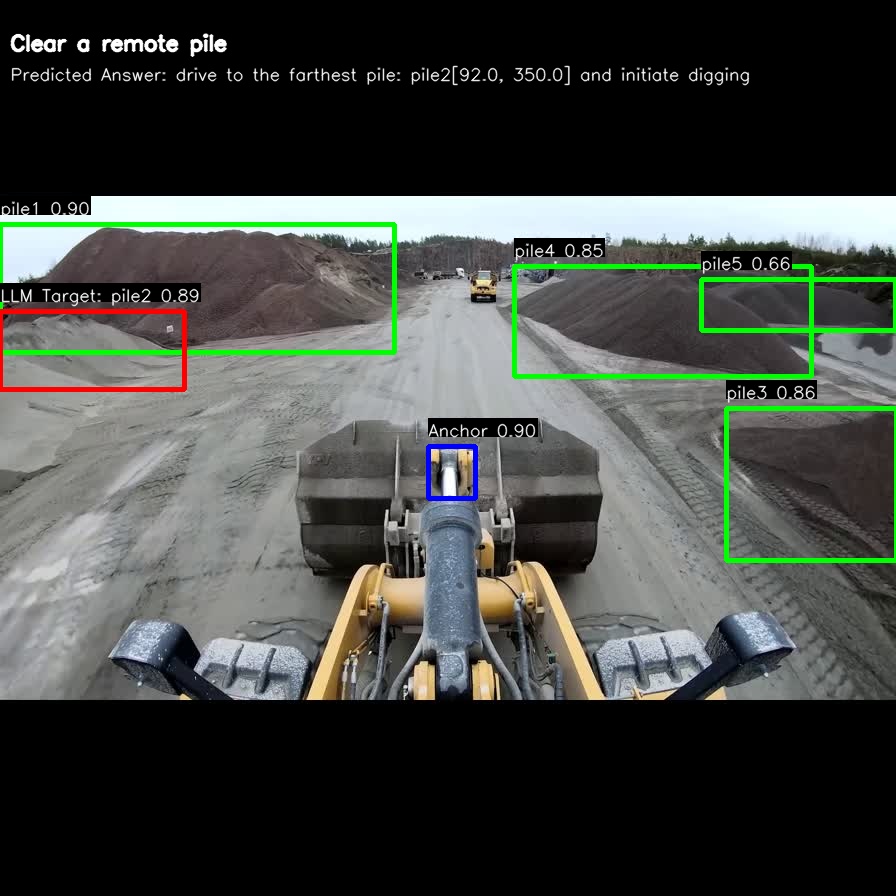 Clear a remote pile
Predicted Answer: drive to the farthest pile: pile2[92.0, 350.0] and initiate digging
pile1 0.90
pile4 0.85
pile5 0.66
LLM Target: pile2 0.89
pile3 0.86
Anchor 0.90